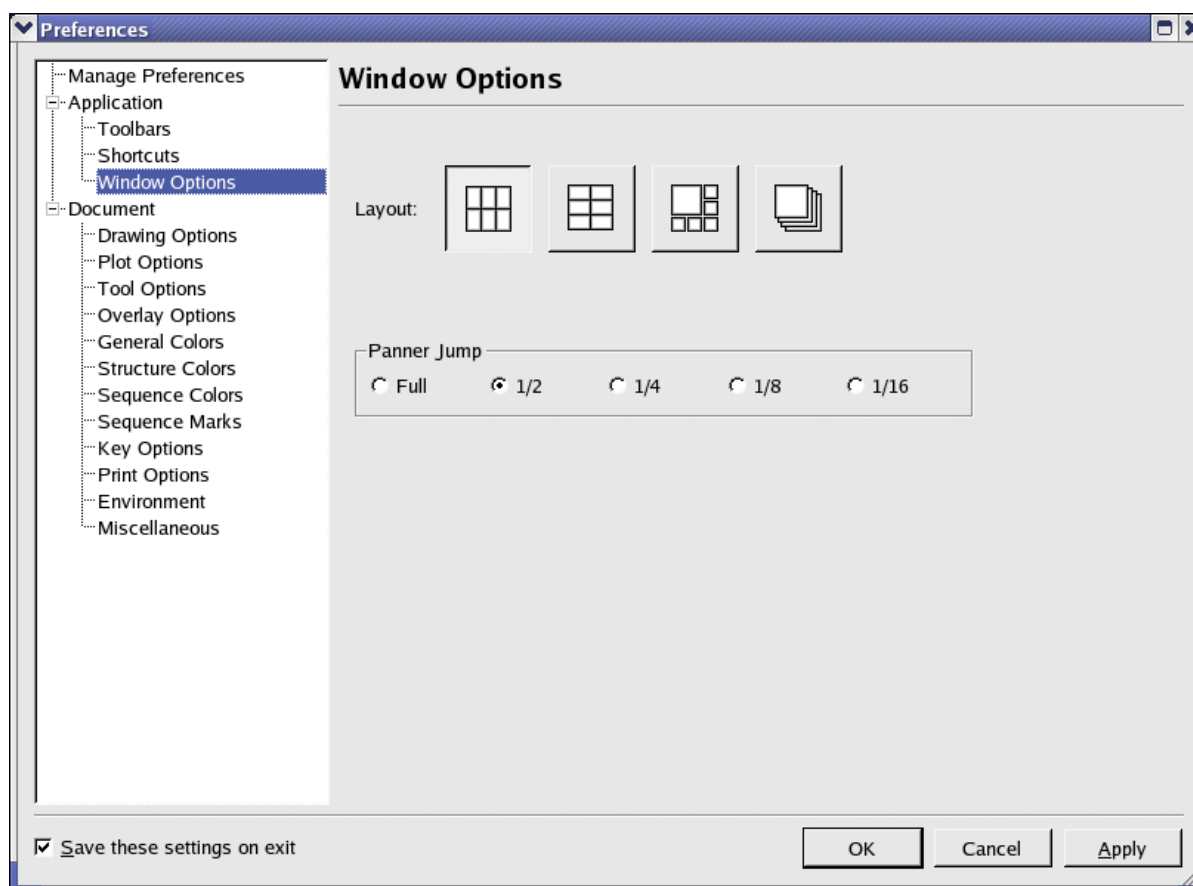 Preferences
Manage Preferences
Application
Toolbars
Shortcuts
Window Options
Document
Drawing Options
Plot Options
Tool Options
Overlay Options
General Colors
Structure Colors
Sequence Colors
Sequence Marks
Key Options
Print Options
Environment
Miscellaneous
Window Options
Layout:
Panner Jump
Full 1/2 1/4 1/8 1/16
Save these settings on exit
OK Cancel Apply